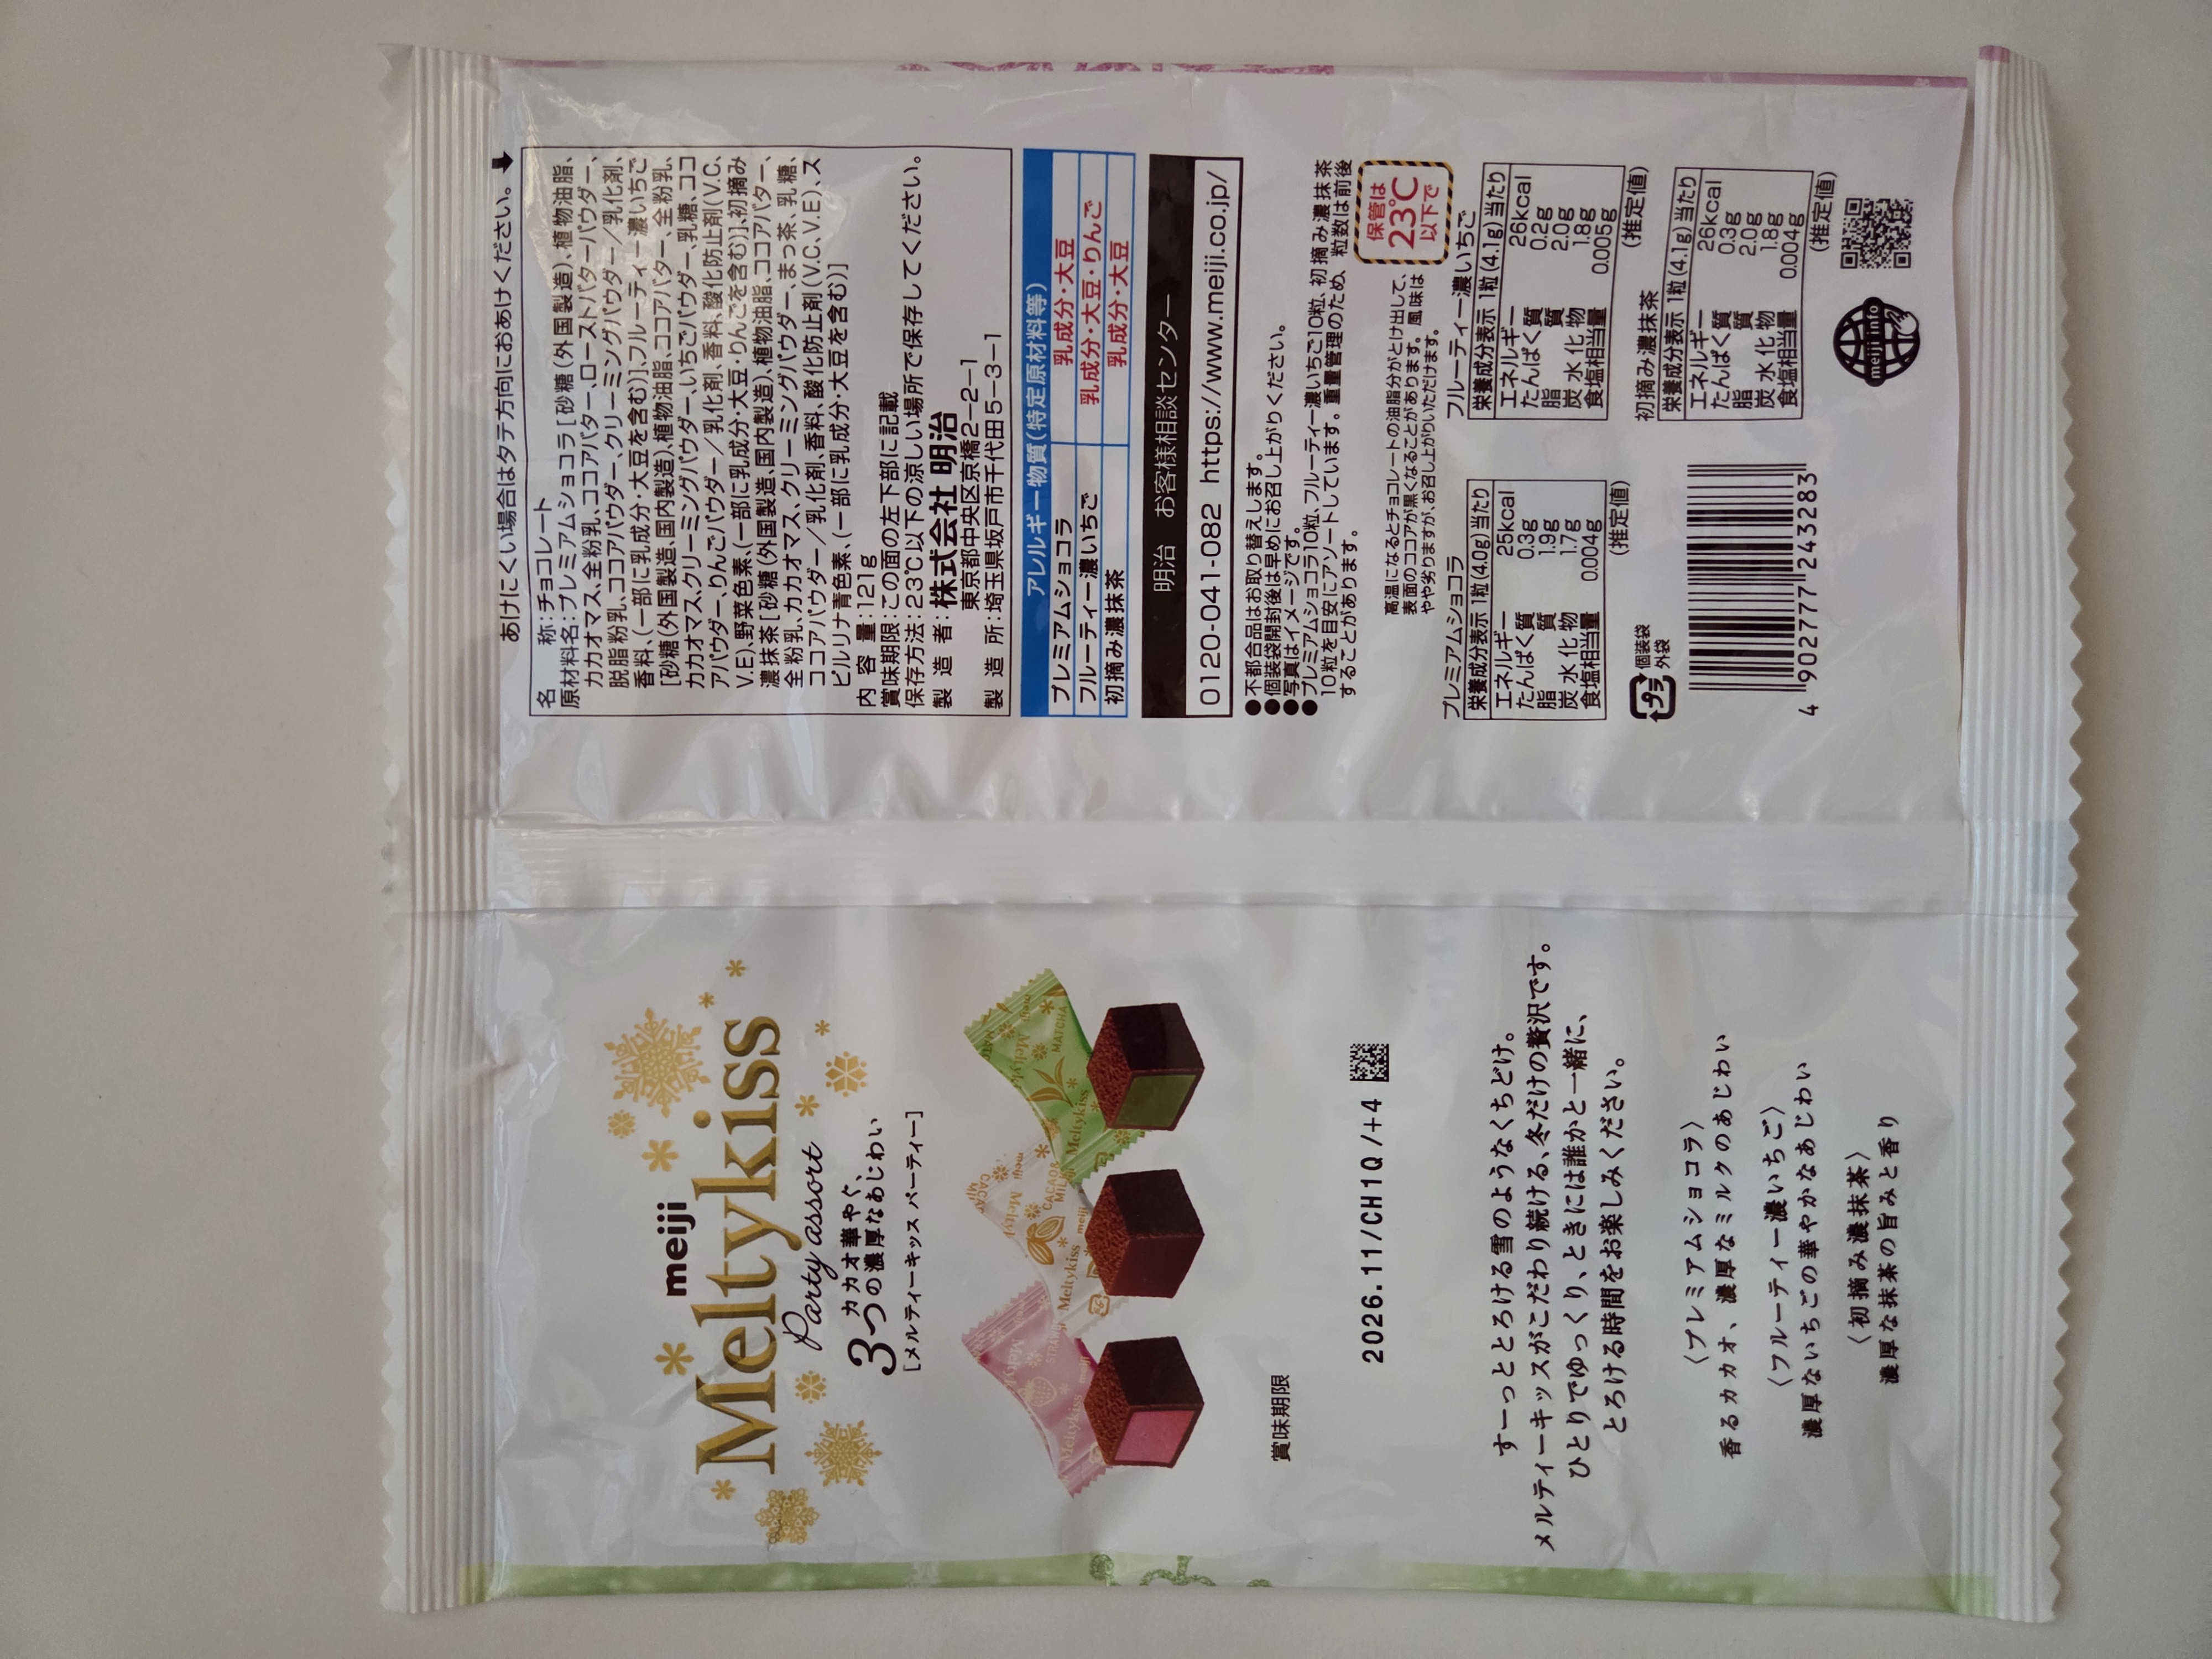 meiji
Meltykiss
Party assort
カカオ華やぐ、
3つの濃厚なあじわい
[メルティーキッス パーティー]
Meltykiss
Meltykiss
CACAO&
MILK
meiji
Meltykiss
MATCHA
賞味期限
2026.11/CH1Q/+4
すーっととろける雪のようなくちどけ。
メルティーキッスがこだわり続ける、冬だけの贅沢です。
ひとりでゆっくり、ときには誰かと一緒に、
とろける時間をお楽しみください。
〈プレミアムショコラ〉
香るカカオ、濃厚なミルクのあじわい
〈フルーティー濃いちご〉
濃厚ないちごの華やかなあじわい
〈初摘み濃抹茶〉
濃厚な抹茶の旨みと香り
あけにくい場合はタテ方向におあけください。
名 称:チョコレート
原材料名:プレミアムショコラ[砂糖(外国製造)、植物油脂、
カカオマス、全粉乳、ココアバター、ローストバターパウダー、
脱脂粉乳、ココアパウダー、クリーミングパウダー/乳化剤、
香料、(一部に乳成分・大豆を含む)]、フルーティー濃いちご
[砂糖(外国製造、国内製造)、植物油脂、ココアバター、全粉乳、
カカオマス、クリーミングパウダー、いちごパウダー、乳糖、ココ
アパウダー、りんごパウダー/乳化剤、香料、酸化防止剤(V.C、
V.E)、野菜色素、(一部に乳成分・大豆・りんごを含む)]、初摘み
濃抹茶[砂糖(外国製造、国内製造)、植物油脂、ココアバター、
全粉乳、カカオマス、クリーミングパウダー、まっ茶、乳糖、
ココアパウダー/乳化剤、香料、酸化防止剤(V.C、V.E)、ス
ピルリナ青色素、(一部に乳成分・大豆を含む)]
内 容 量:121g
賞味期限:この面の左下部に記載
保存方法:23℃以下の涼しい場所で保存してください。
製 造 者:株式会社 明治
東京都中央区京橋2-2-1
製 造 所:埼玉県坂戸市千代田5-3-1
アレルギー物質(特定原材料等)
プレミアムショコラ 乳成分・大豆
フルーティー濃いちご 乳成分・大豆・りんご
初摘み濃抹茶 乳成分・大豆
明治 お客様相談センター
0120-041-082 https://www.meiji.co.jp/
●不都合品はお取り替えします。
●個装袋開封後は早めにお召し上がりください。
●写真はイメージです。
●プレミアムショコラ10粒、フルーティー濃いちご10粒、初摘み濃抹茶
10粒を目安にアソートしています。重量管理のため、粒数は前後
することがあります。
高温になるとチョコレートの油脂分がとけ出して、
表面のココアが黒くなることがあります。風味は
やや劣りますが、お召し上がりいただけます。
保管は
23℃
以下で
プレミアムショコラ
栄養成分表示 1粒(4.0g)当たり
エネルギー 25kcal
たんぱく質 0.3g
脂 質 1.9g
炭水化物 1.7g
食塩相当量 0.004g
(推定値)
フルーティー濃いちご
栄養成分表示 1粒(4.1g)当たり
エネルギー 26kcal
たんぱく質 0.2g
脂 質 2.0g
炭水化物 1.8g
食塩相当量 0.005g
(推定値)
プラ
個装袋
外袋
4 902777 243283
初摘み濃抹茶
栄養成分表示 1粒(4.1g)当たり
エネルギー 26kcal
たんぱく質 0.3g
脂 質 2.0g
炭水化物 1.8g
食塩相当量 0.004g
(推定値)
meiji info